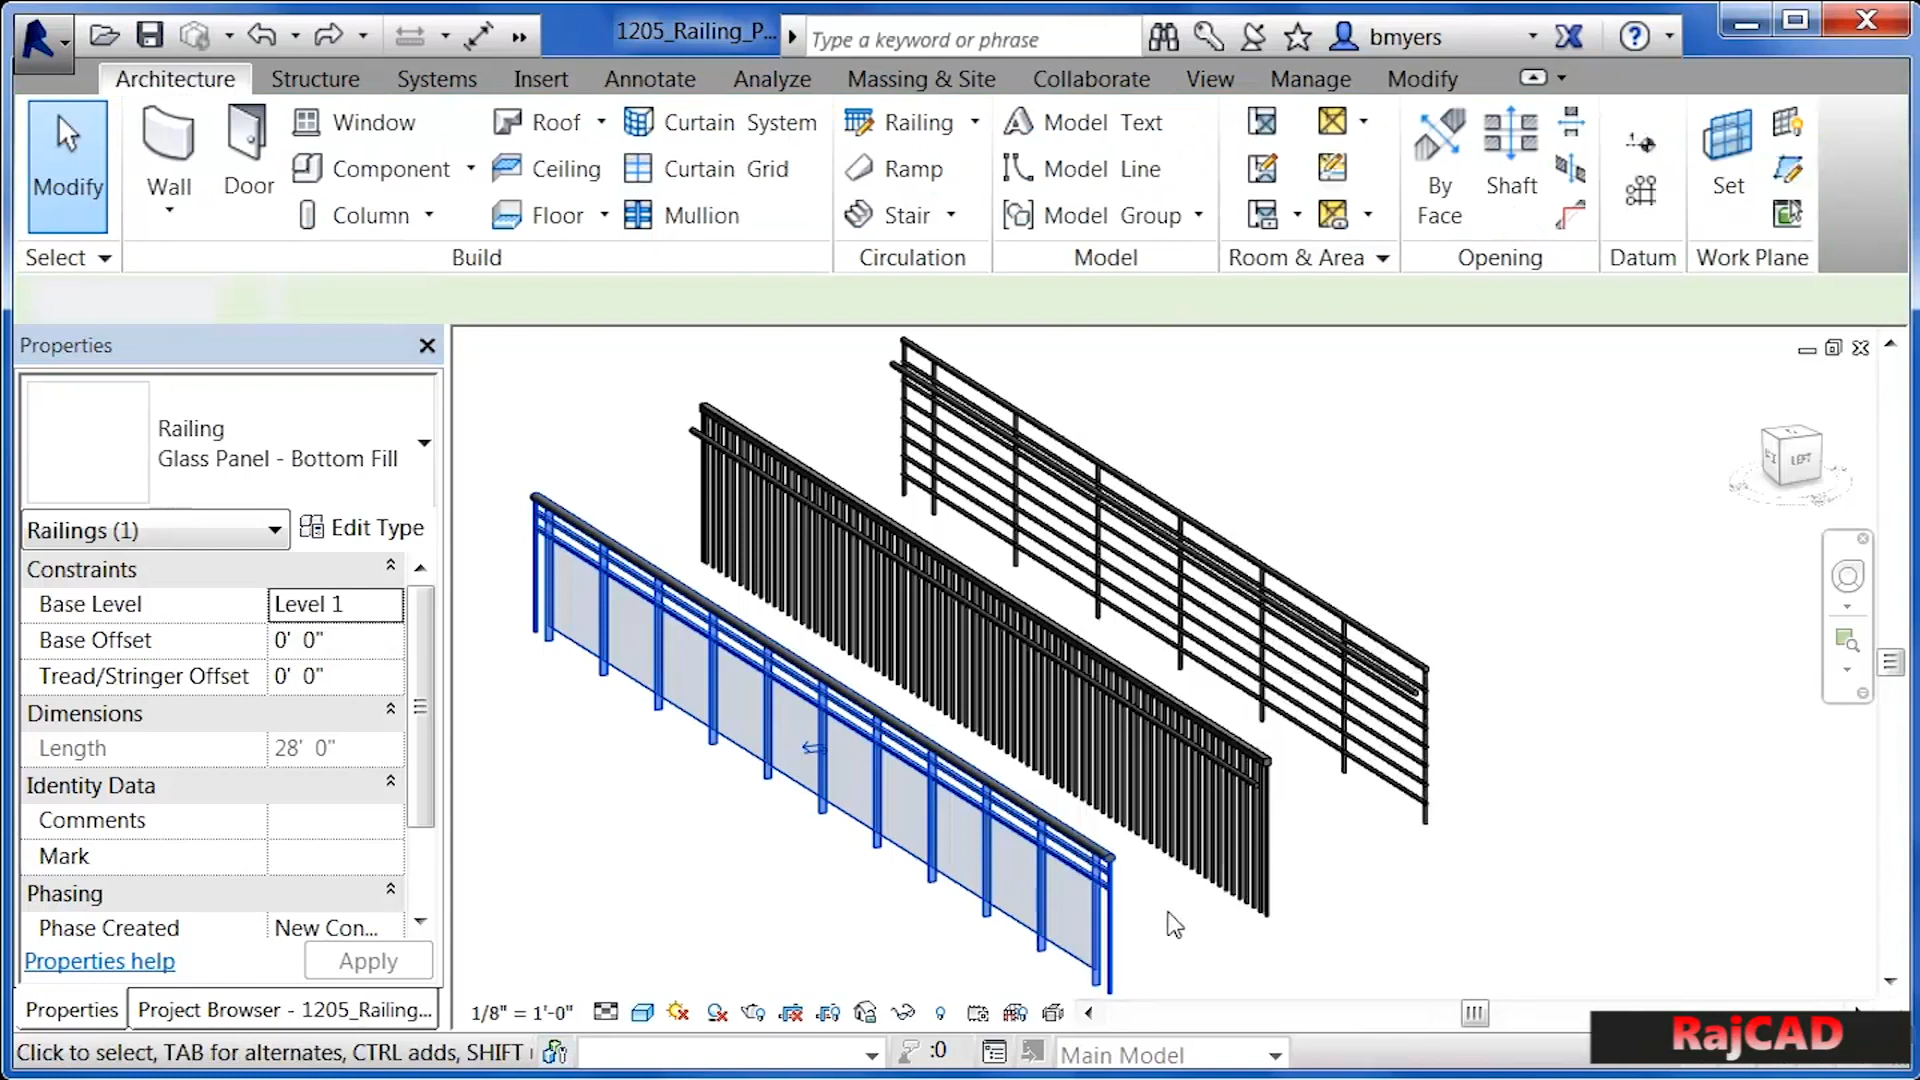 1205_Railing_P...
Type a keyword or phrase
bmyers
Architecture Structure Systems Insert Annotate Analyze Massing & Site Collaborate View Manage Modify
Modify
Wall
Door
Window
Component
Column
Roof
Ceiling
Floor
Curtain System
Curtain Grid
Mullion
Railing
Ramp
Stair
Model Text
Model Line
Model Group
By
Face
Shaft
Set
Select
Build
Circulation
Model
Room & Area
Opening
Datum
Work Plane
Properties
Railing
Glass Panel - Bottom Fill
Railings (1)
Edit Type
Constraints
Base Level Level 1
Base Offset 0' 0"
Tread/Stringer Offset 0' 0"
Dimensions
Length 28' 0"
Identity Data
Comments
Mark
Phasing
Phase Created New Con...
Properties help
Apply
Properties
Project Browser - 1205_Railing...
LEFT
1/8" = 1'-0"
Click to select, TAB for alternates, CTRL adds, SHIFT
:0
Main Model
RajCAD